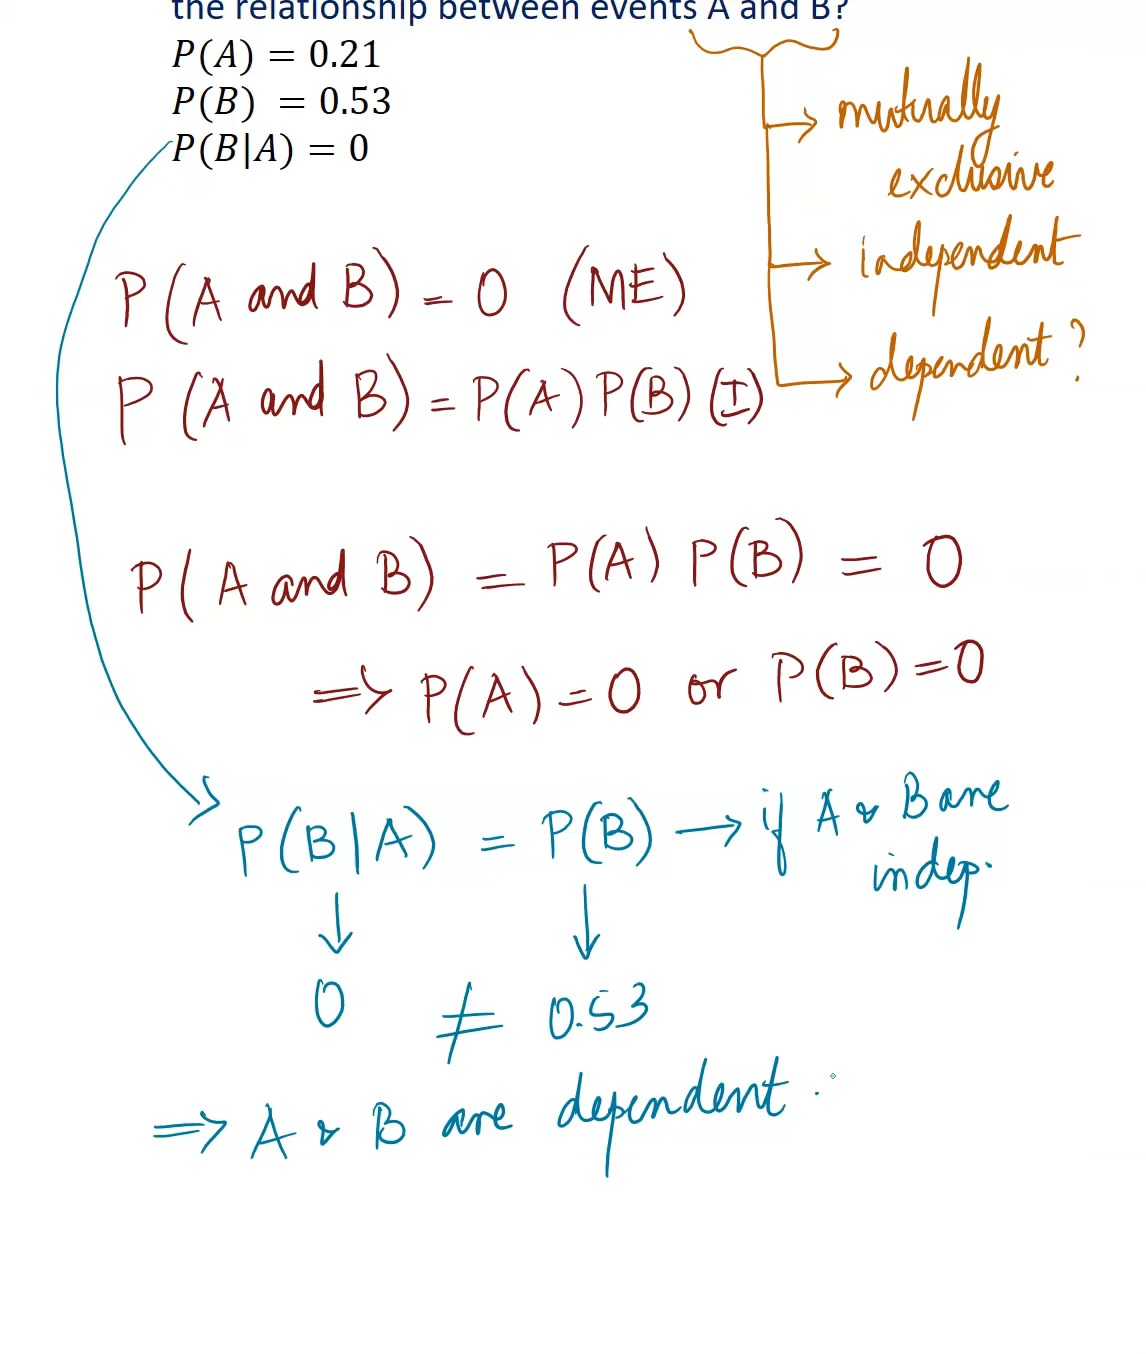 the relationship between events A and B?
P(A) = 0.21
P(B) = 0.53
P(B|A) = 0
→ mutually
exclusive
→ independent
→ dependent?
P(A and B) = 0 (ME)
P(A and B) = P(A) P(B) (I)
P(A and B) = P(A) P(B) = 0
⇒ P(A) = 0 or P(B) = 0
P(B|A) = P(B) → if A & B are
indep.
↓ ↓
0 ≠ 0.53
⇒ A & B are dependent.